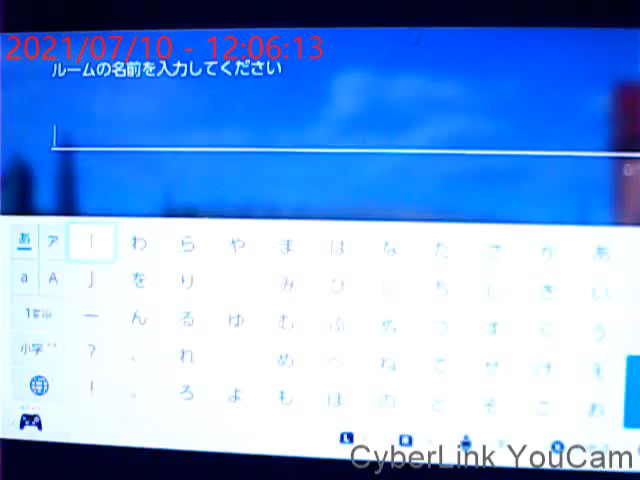 2021/07/10 - 12:06:13
ルームの名前を入力してください
あ ア 「 わ ら や ま は な た さ か あ
a A 」 を り み ひ に ち し き い
ー ん る ゆ む ふ ぬ つ す く う
小字 ? 、 れ め へ ね て せ け え
! 。 ろ よ も ほ の と そ こ お
CyberLink YouCam